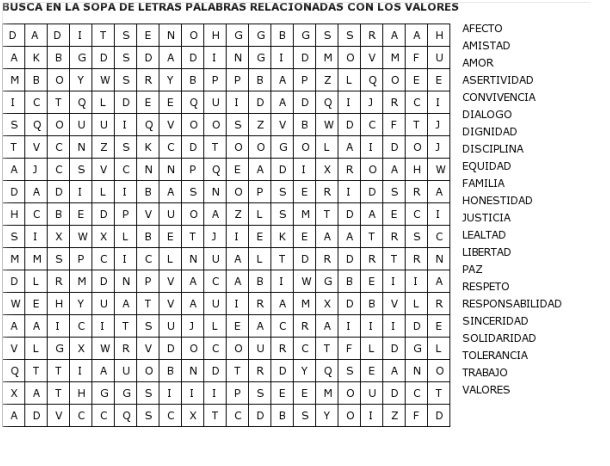 BUSCA EN LA SOPA DE LETRAS PALABRAS RELACIONADAS CON LOS VALORES
D A D I T S E N O H G G B G S S R A A H
A K B G D S D A D I N G I D M O V M F U
M B O Y W S R Y B P P B A P Z L Q O E E
I C T Q L D E E Q U I D A D Q I J R C I
S Q O U U I Q V O O S Z V B W D C F T J
T V C N Z S K C D T O O G O L A I D O J
A J C S V C N N P Q E A D I X R O A H W
D A D I L I B A S N O P S E R I D S R A
H C B E D P V U O A Z L S M T D A E C I
S I X W X L B E T J I E K E A A T R S C
M M S P C I C L N U A L T D R D R T R N
D L R M D N P V A C A B I W G B E I I A
W E H Y U A T V A U I R A M X D B V L R
A A I C I T S U J L E A C R A I I I D E
V L G X W R V D O C O U R C T F L D G L
Q T T I A U O B N D T R D Y Q S E A N O
X A T H G G S I I I P S E E M O U D C T
A D V C C Q S C X T C D B S Y O I Z F D
AFECTO
AMISTAD
AMOR
ASERTIVIDAD
CONVIVENCIA
DIALOGO
DIGNIDAD
DISCIPLINA
EQUIDAD
FAMILIA
HONESTIDAD
JUSTICIA
LEALTAD
LIBERTAD
PAZ
RESPETO
RESPONSABILIDAD
SINCERIDAD
SOLIDARIDAD
TOLERANCIA
TRABAJO
VALORES